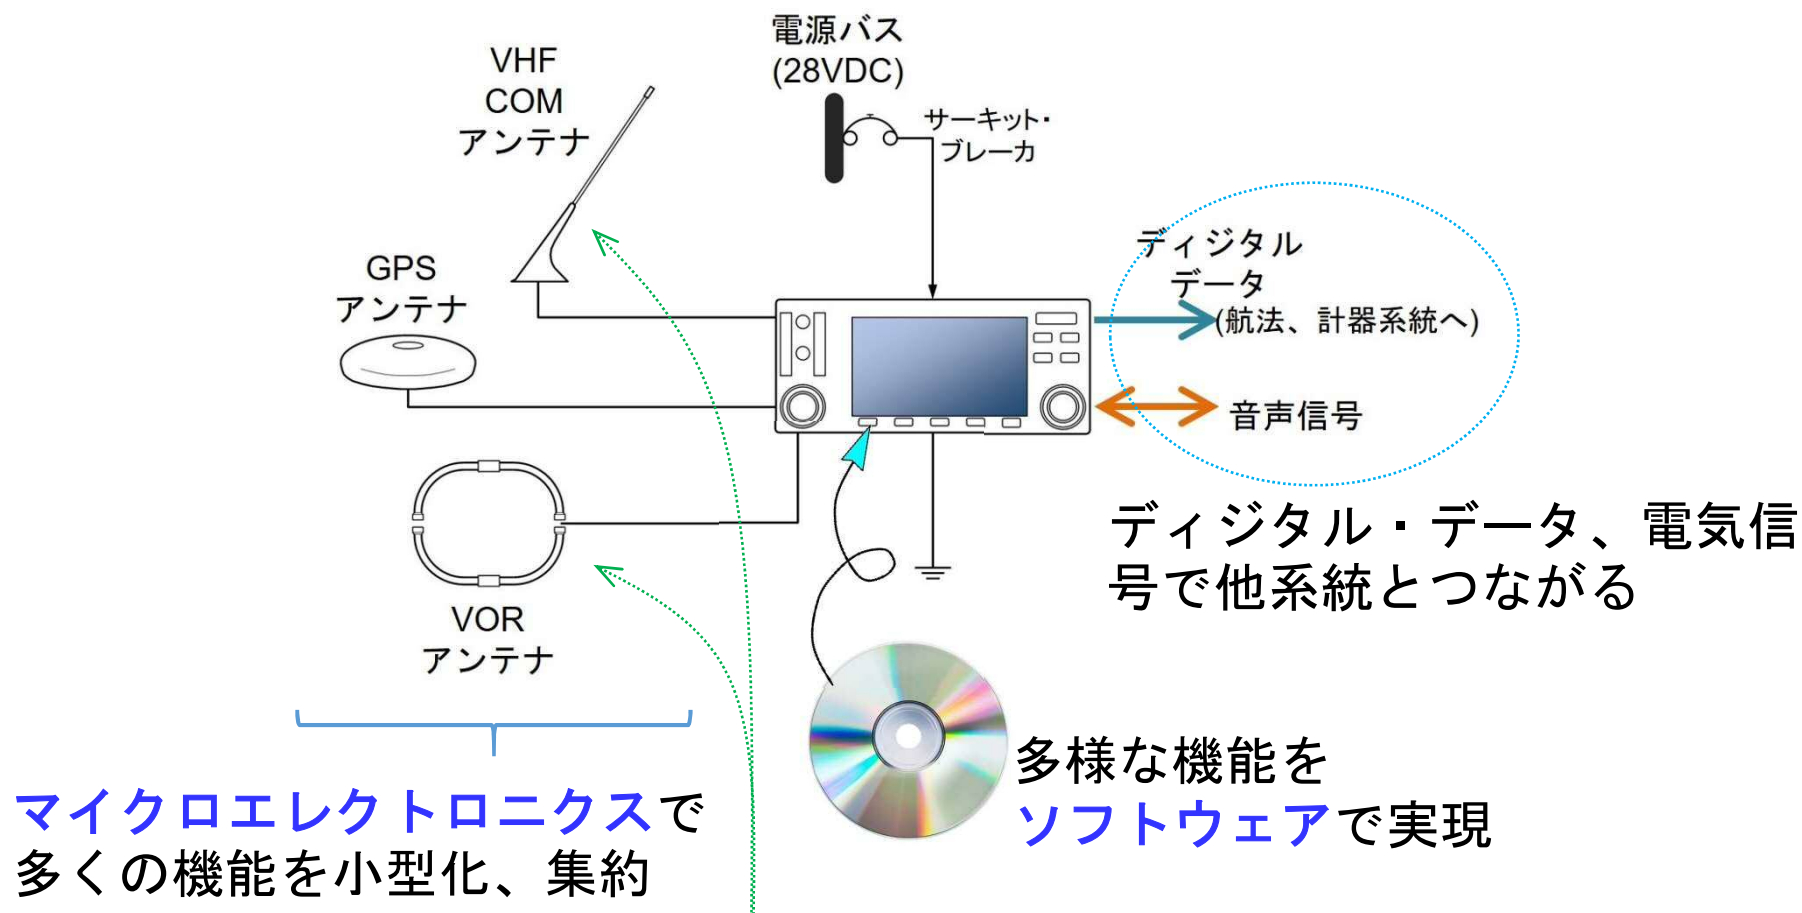 電源バス
(28VDC)
VHF
COM
アンテナ
サーキット・
ブレーカ
ディジタル
データ
(航法、計器系統へ)
GPS
アンテナ
音声信号
ディジタル・データ、電気信
号で他系統とつながる
VOR
アンテナ
多様な機能を
ソフトウェアで実現
マイクロエレクトロニクスで
多くの機能を小型化、集約